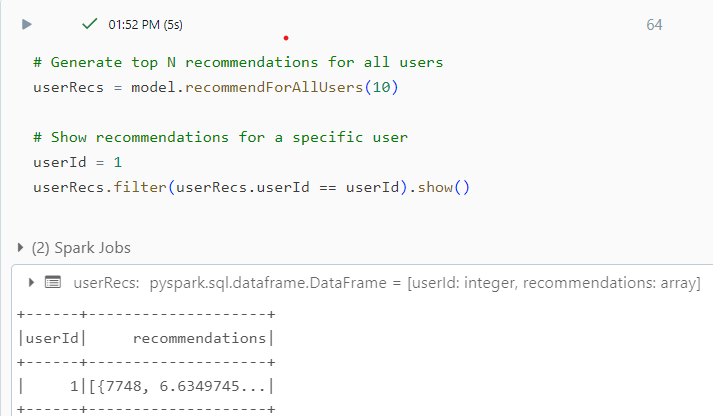 01:52 PM (5s)
64
# Generate top N recommendations for all users
userRecs = model.recommendForAllUsers(10)
# Show recommendations for a specific user
userId = 1
userRecs.filter(userRecs.userId == userId).show()
(2) Spark Jobs
userRecs: pyspark.sql.dataframe.DataFrame = [userId: integer, recommendations: array]
+------+--------------------+
|userId|     recommendations|
+------+--------------------+
|     1|[{7748, 6.6349745...|
+------+--------------------+